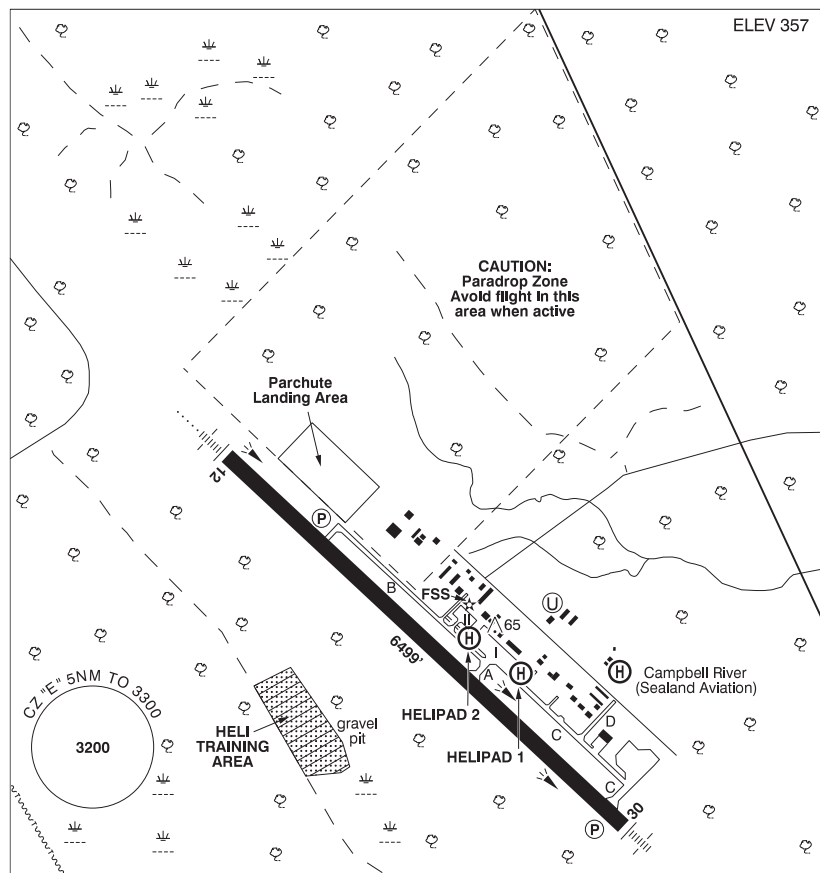 ELEV 357
CAUTION:
Paradrop Zone
Avoid flight in this
area when active
Parchute
Landing Area
12
P
B
FSS
65
U
II
H
I
H
A
H
Campbell River
(Sealand Aviation)
6499'
HELIPAD 2
HELIPAD 1
C
D
C
30
P
HELI
TRAINING
AREA
gravel
pit
CZ "E" 5NM TO 3300
3200